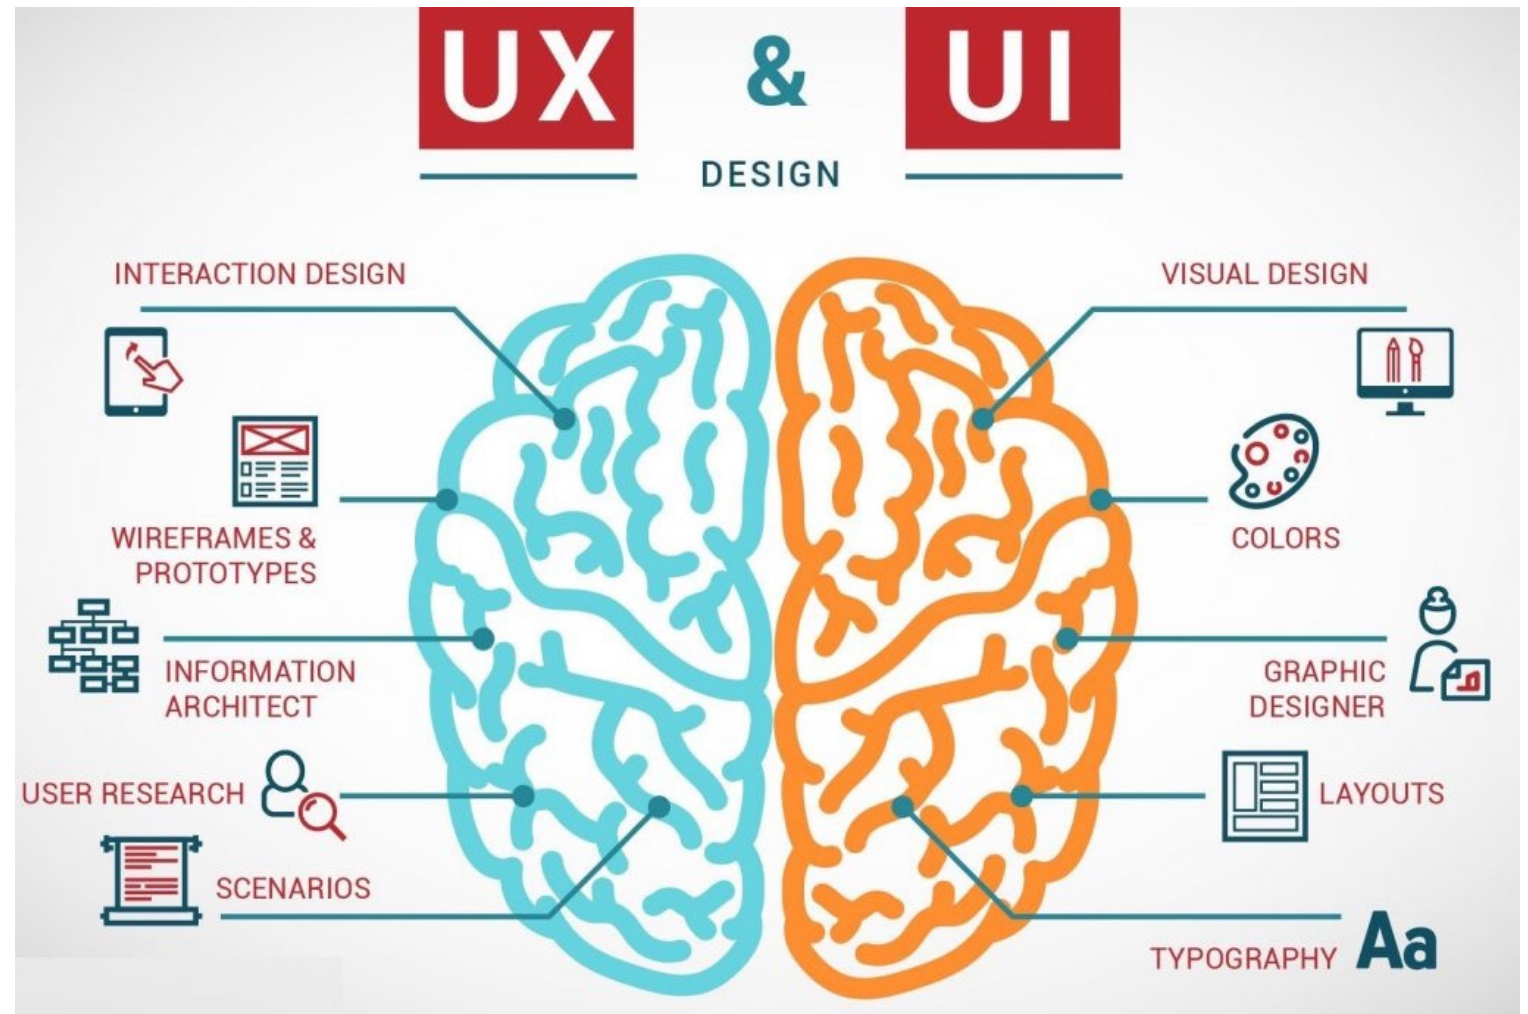 UX & UI
DESIGN
INTERACTION DESIGN
WIREFRAMES &
PROTOTYPES
INFORMATION
ARCHITECT
USER RESEARCH
SCENARIOS
VISUAL DESIGN
COLORS
GRAPHIC
DESIGNER
LAYOUTS
TYPOGRAPHY Aa